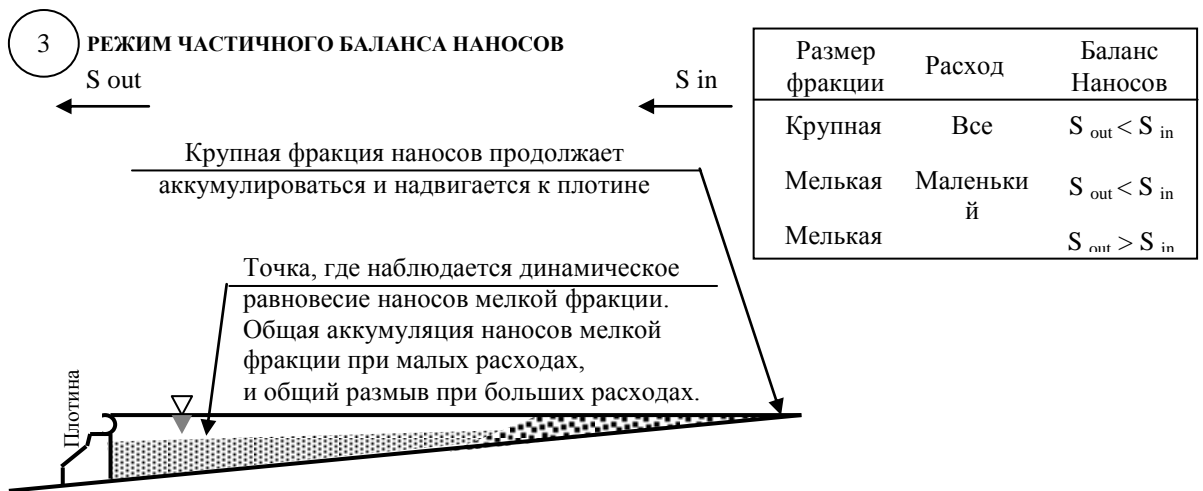 3
РЕЖИМ ЧАСТИЧНОГО БАЛАНСА НАНОСОВ
S out
S in
Крупная фракция наносов продолжает
аккумулироваться и надвигается к плотине
Точка, где наблюдается динамическое
равновесие наносов мелкой фракции.
Общая аккумуляция наносов мелкой
фракции при малых расходах,
и общий размыв при больших расходах.
Плотина
Размер фракции Расход Баланс Наносов
Крупная Все S out < S in
Мелькая Маленьки й S out < S in
Мелькая S out > S in